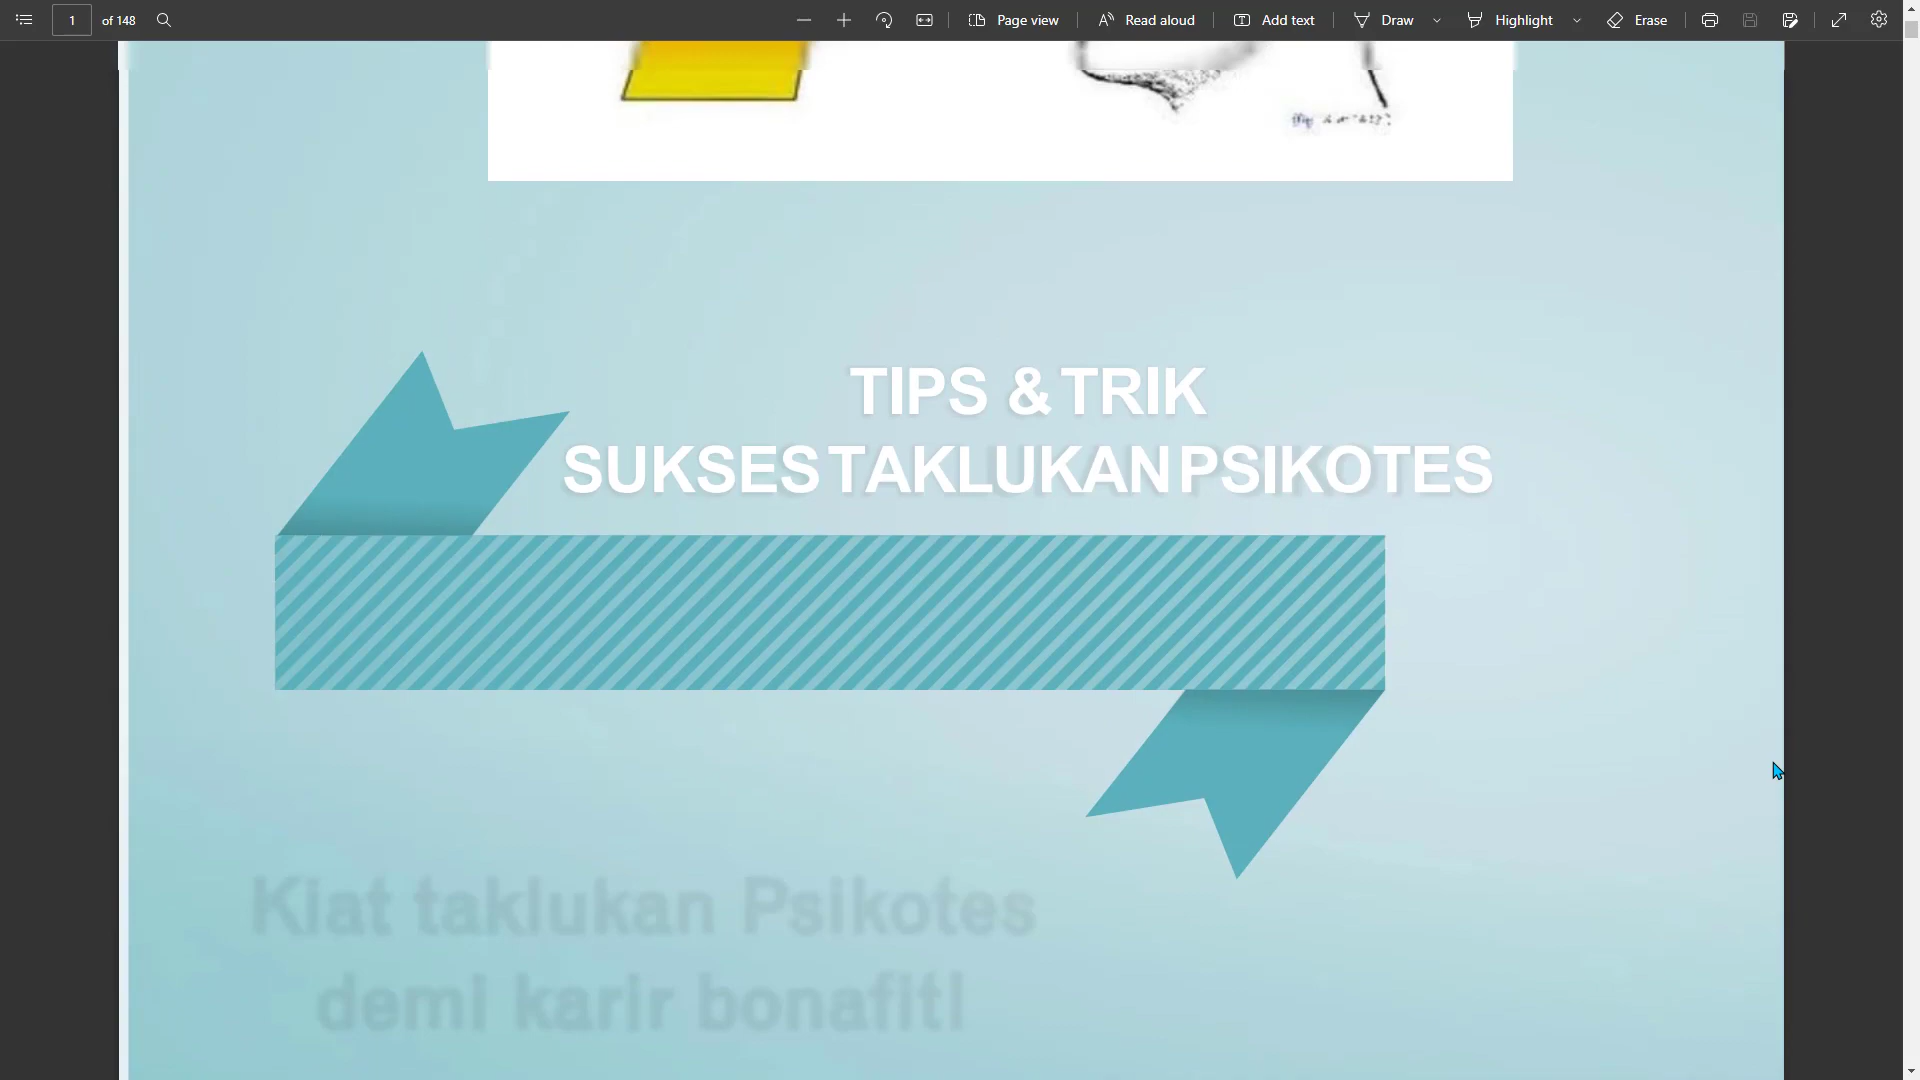 1 of 148 Page view Read aloud Add text Draw Highlight Erase
TIPS & TRIK
SUKSES TAKLUKAN PSIKOTES
Kiat taklukan Psikotes
demi karir bonafit!